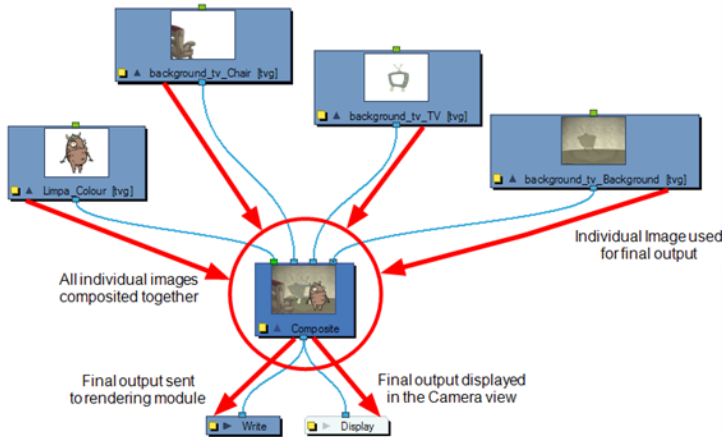 background_tv_Chair [tvg]
background_tv_TV [tvg]
Limpa_Colour [tvg]
background_tv_Background [tvg]
Individual Image used
for final output
All individual images
composited together
Composite
Final output sent
to rendering module
Final output displayed
in the Camera view
Write
Display